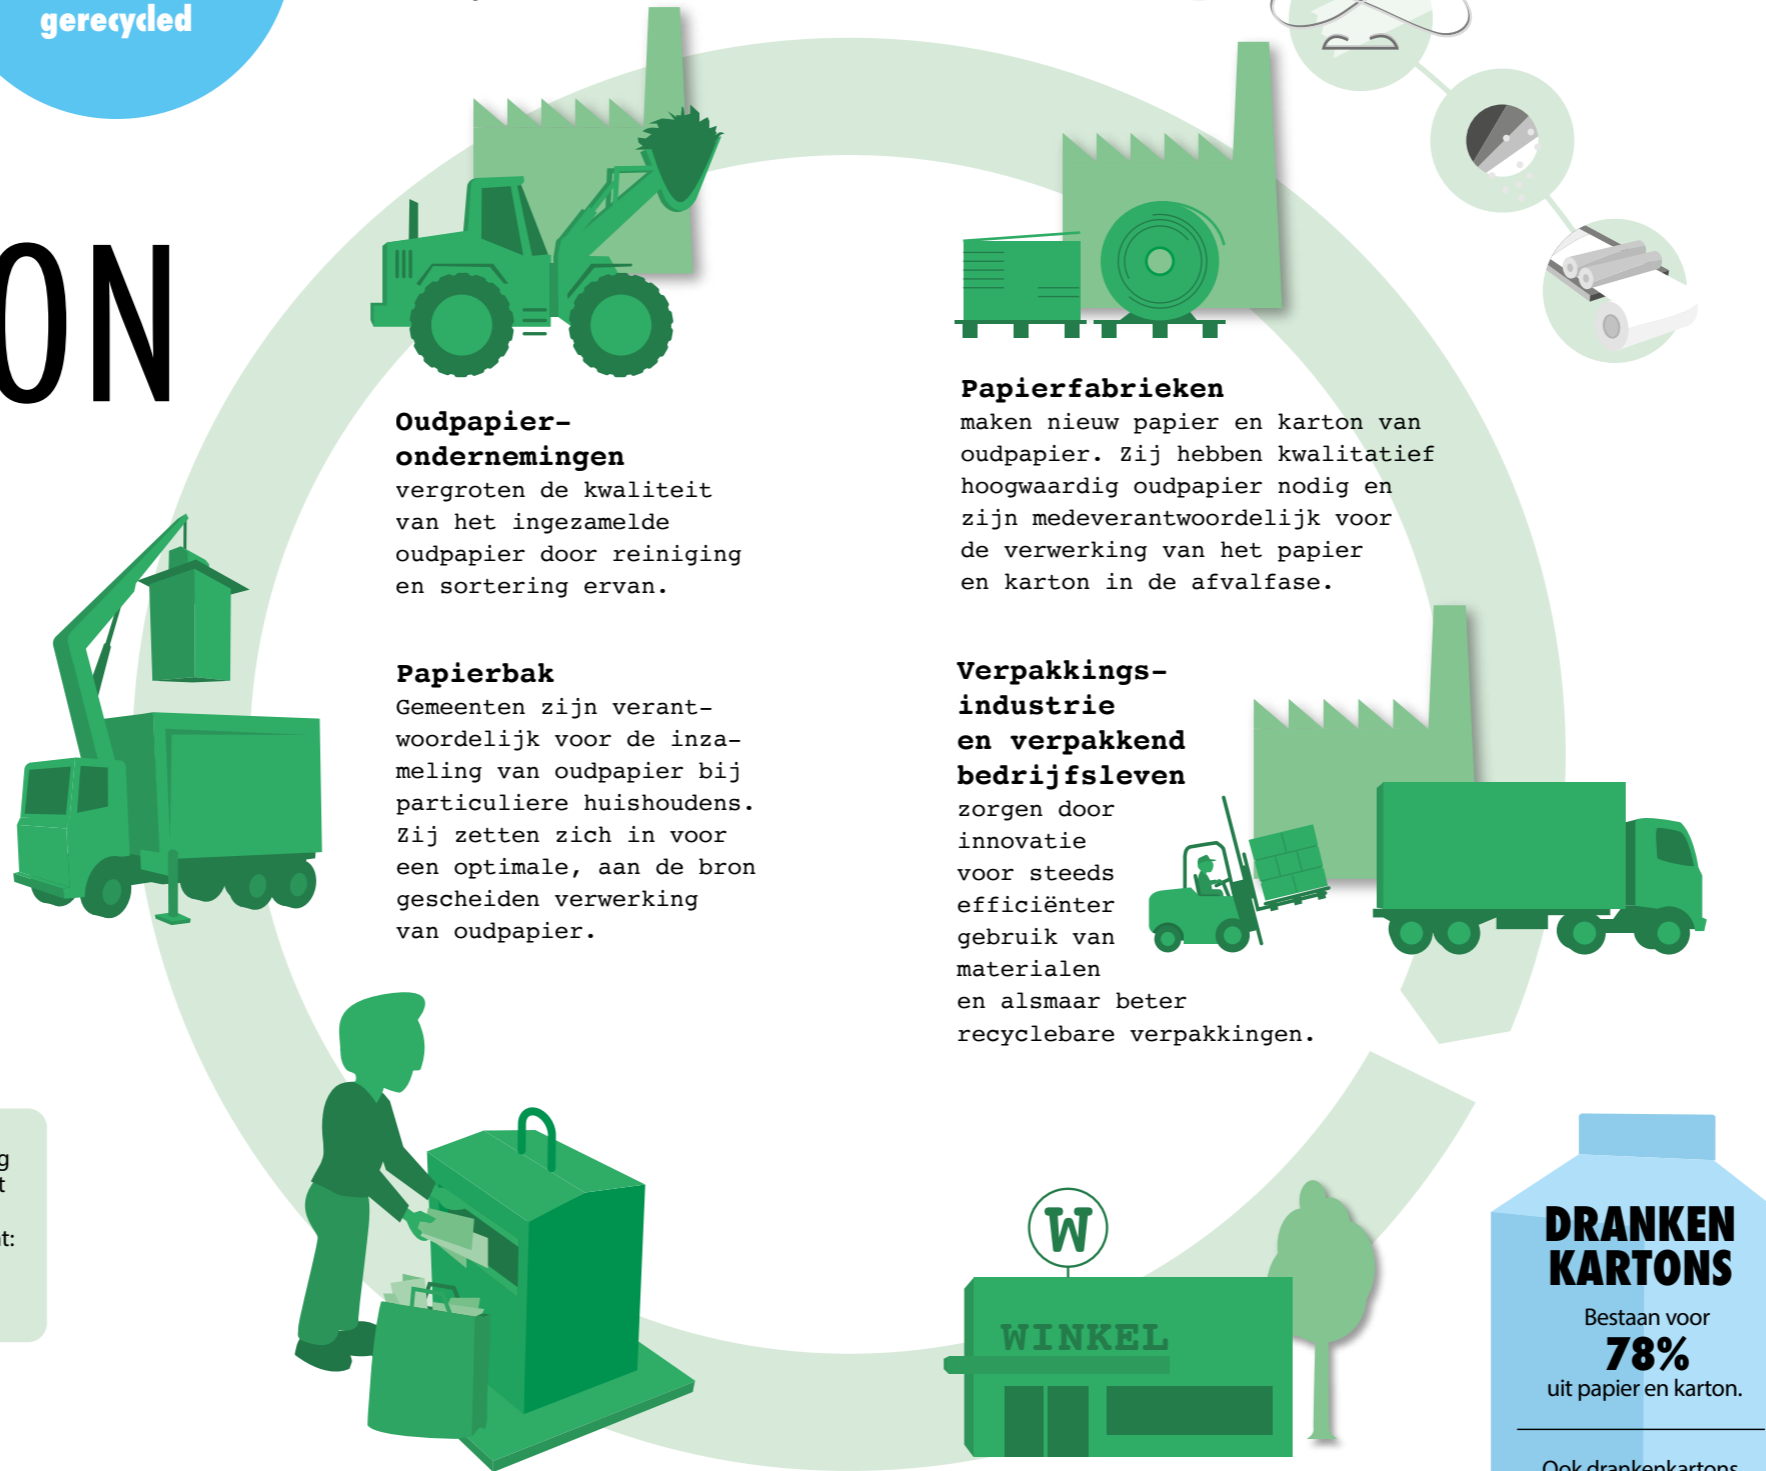 gerecycled
ON
Oudpapier-
ondernemingen
vergroten de kwaliteit
van het ingezamelde
oudpapier door reiniging
en sortering ervan.
Papierbak
Gemeenten zijn verant-
woordelijk voor de inza-
meling van oudpapier bij
particuliere huishoudens.
Zij zetten zich in voor
een optimale, aan de bron
gescheiden verwerking
van oudpapier.
Papierfabrieken
maken nieuw papier en karton van
oudpapier. Zij hebben kwalitatief
hoogwaardig oudpapier nodig en
zijn medeverantwoordelijk voor
de verwerking van het papier
en karton in de afvalfase.
Verpakkings-
industrie
en verpakkend
bedrijfsleven
zorgen door
innovatie
voor steeds
efficiënter
gebruik van
materialen
en alsmaar beter
recyclebare verpakkingen.
W
WINKEL
DRANKEN
KARTONS
Bestaan voor
78%
uit papier en karton.
Ook drankenkartons